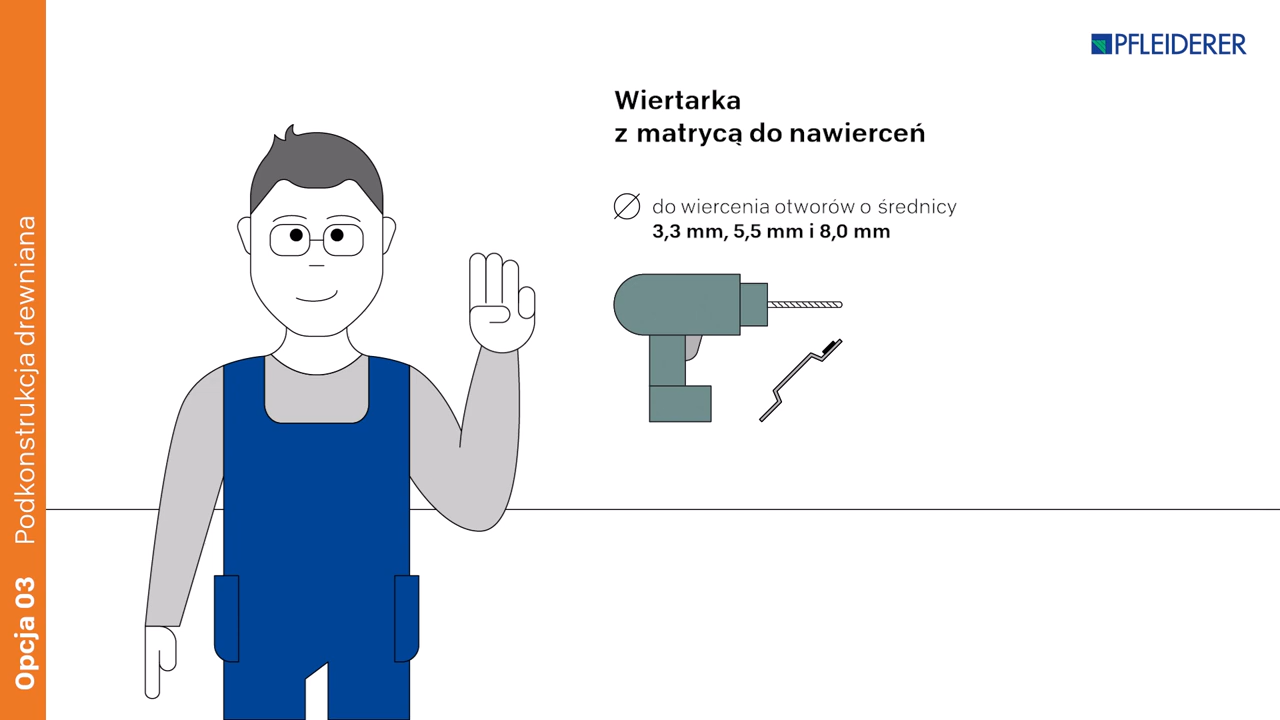 PFLEIDERER
Wiertarka
z matrycą do nawierceń
do wiercenia otworów o średnicy
3,3 mm, 5,5 mm i 8,0 mm
Opcja 03 Podkonstrukcja drewniana